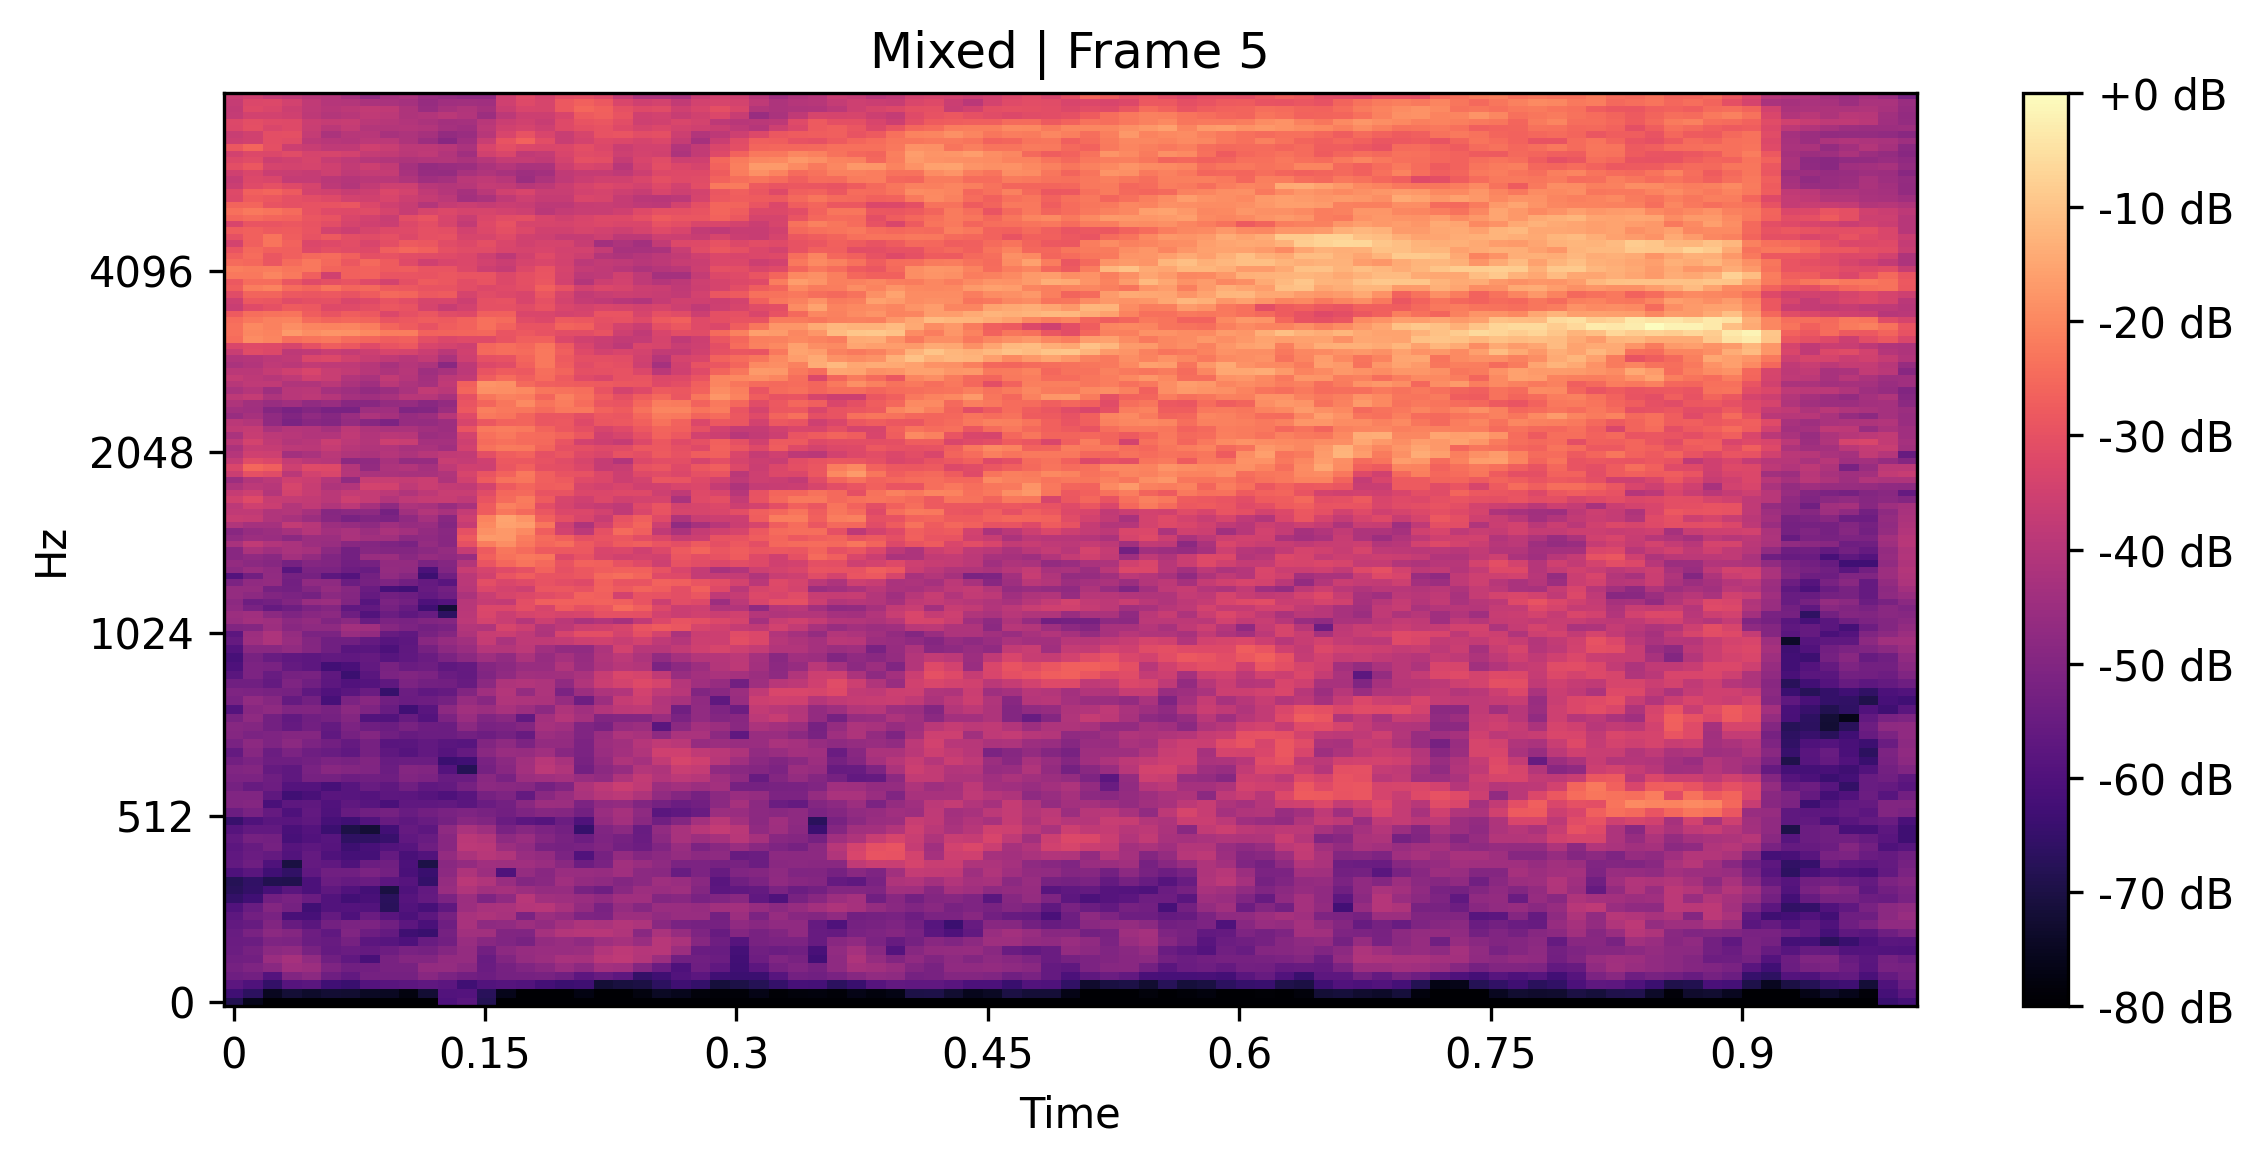 Mixed | Frame 5
Hz
4096
2048
1024
512
0
0 0.15 0.3 0.45 0.6 0.75 0.9
Time
+0 dB
-10 dB
-20 dB
-30 dB
-40 dB
-50 dB
-60 dB
-70 dB
-80 dB